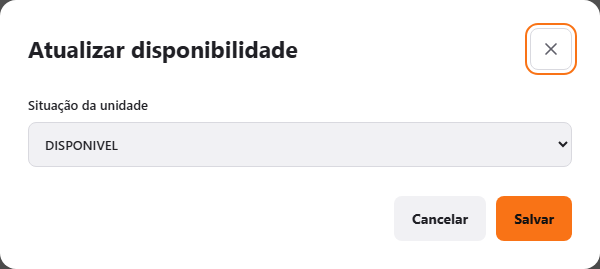 Atualizar disponibilidade
Situação da unidade
DISPONIVEL
Cancelar
Salvar